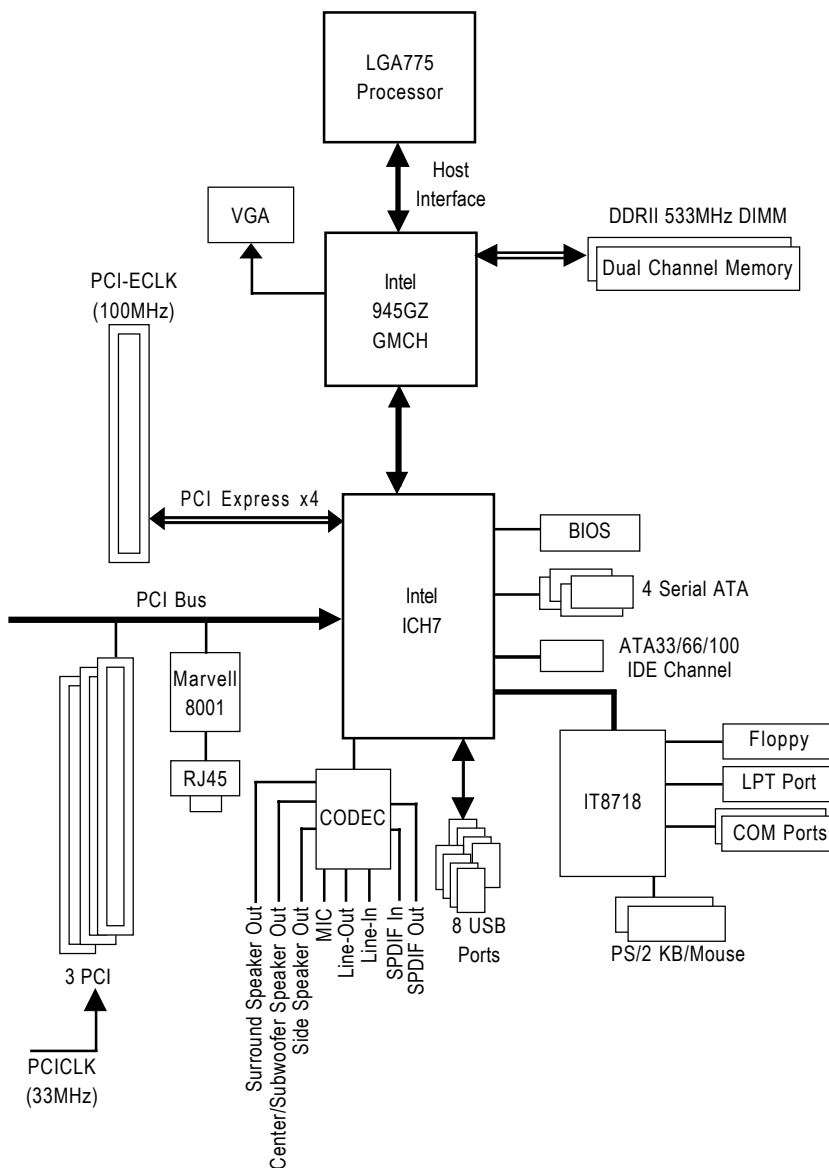 LGA775
Processor
Host
Interface
VGA
DDRII 533MHz DIMM
Dual Channel Memory
Intel
945GZ
GMCH
PCI-ECLK
(100MHz)
PCI Express x4
BIOS
4 Serial ATA
Intel
ICH7
PCI Bus
ATA33/66/100
IDE Channel
Marvell
8001
RJ45
CODEC
IT8718
Floppy
LPT Port
COM Ports
PS/2 KB/Mouse
8 USB
Ports
Surround Speaker Out
Center/Subwoofer Speaker Out
Side Speaker Out
MIC
Line-Out
Line-In
SPDIF In
SPDIF Out
3 PCI
PCICLK
(33MHz)